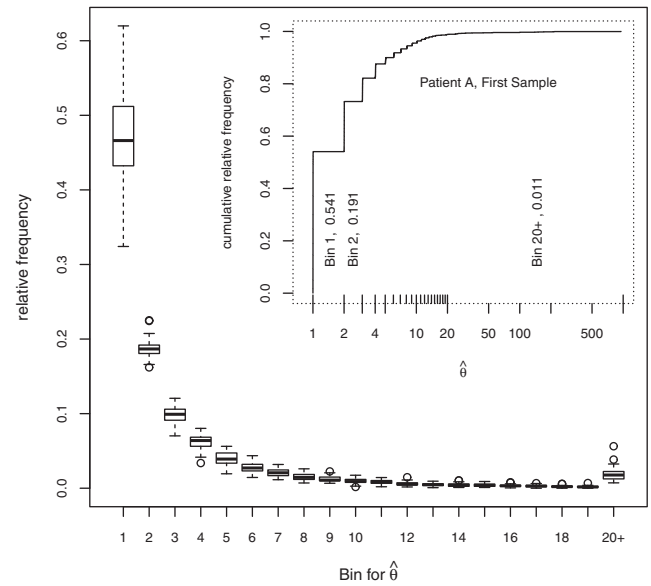 relative frequency
0.6
0.5
0.4
0.3
0.2
0.1
0.0
1 2 3 4 5 6 7 8 9 10 12 14 16 18 20+
Bin for θ̂
cumulative relative frequency
1.0
0.8
0.6
0.4
0.2
0.0
Patient A, First Sample
Bin 1, 0.541
Bin 2, 0.191
Bin 20+, 0.011
1 2 4 10 20 50 100 500
θ̂